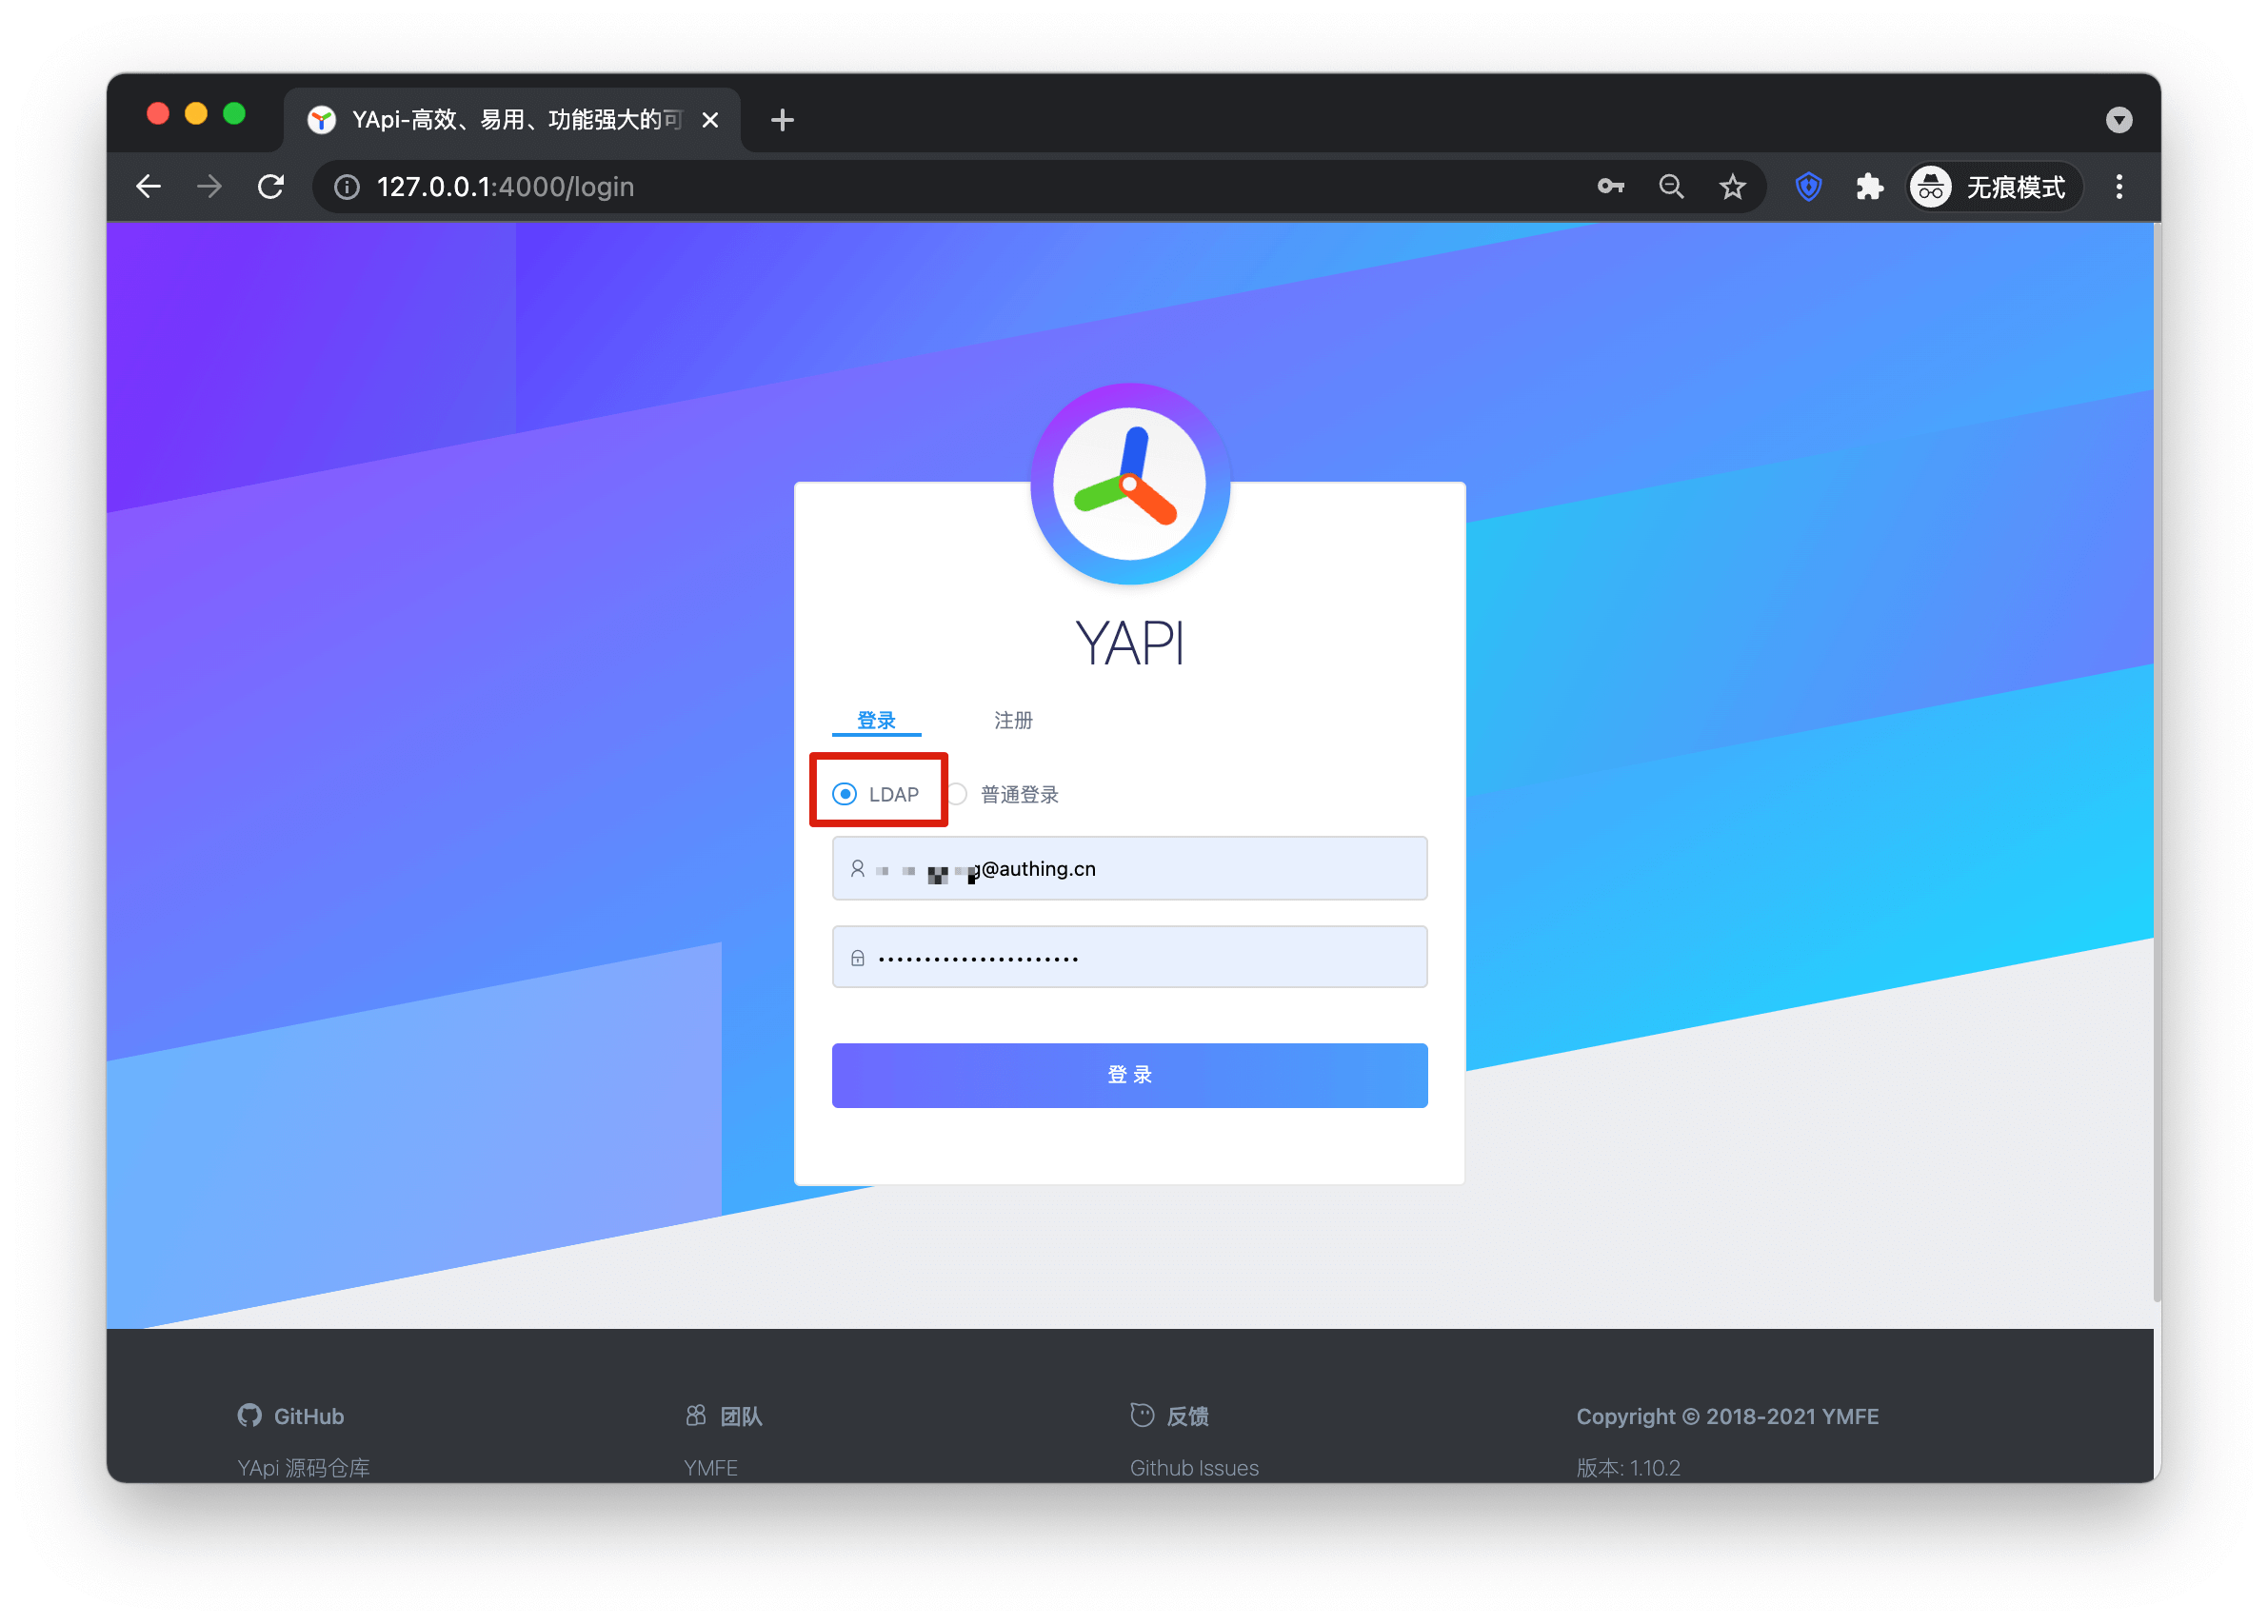 YApi-高效、易用、功能强大的可
127.0.0.1:4000/login
无痕模式
YAPI
登录 注册
LDAP 普通登录
g@authing.cn
登 录
GitHub 团队 反馈 Copyright © 2018-2021 YMFE
YApi 源码仓库 YMFE Github Issues 版本: 1.10.2